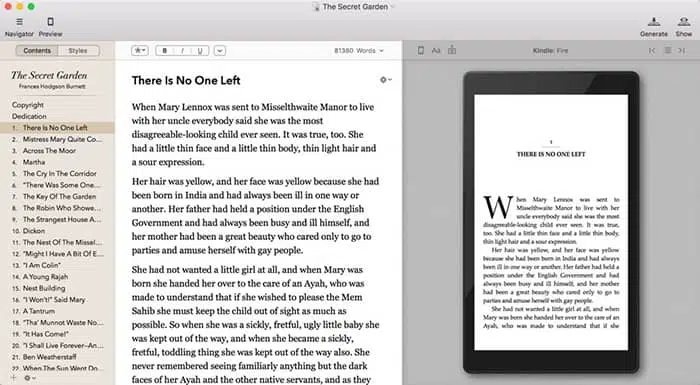 The Secret Garden
Navigator
Preview
Generate
Show
Contents
Styles
B
I
U
81380 Words
Aa
Kindle: Fire
The Secret Garden
Frances Hodgson Burnett
Copyright
Dedication
1. There Is No One Left
2. Mistress Mary Quite Co...
3. Across The Moor
4. Martha
5. The Cry In The Corridor
6. "There Was Some One...
7. The Key Of The Garden
8. The Robin Who Showe...
9. The Strangest House A...
10. Dickon
11. The Nest Of The Missel...
12. "Might I Have A Bit Of E...
13. "I Am Colin"
14. A Young Rajah
15. Nest Building
16. "I Won't!" Said Mary
17. A Tantrum
18. "Tha' Munnot Waste No...
19. "It Has Come!"
20. "I Shall Live Forever–An...
21. Ben Weatherstaff
22. When The Sun Went Do...
There Is No One Left
When Mary Lennox was sent to Misselthwaite Manor to live
with her uncle everybody said she was the most
disagreeable-looking child ever seen. It was true, too. She
had a little thin face and a little thin body, thin light hair and
a sour expression.
Her hair was yellow, and her face was yellow because she had
been born in India and had always been ill in one way or
another. Her father had held a position under the English
Government and had always been busy and ill himself, and
her mother had been a great beauty who cared only to go to
parties and amuse herself with gay people.
She had not wanted a little girl at all, and when Mary was
born she handed her over to the care of an Ayah, who was
made to understand that if she wished to please the Mem
Sahib she must keep the child out of sight as much as
possible. So when she was a sickly, fretful, ugly little baby she
was kept out of the way, and when she became a sickly,
fretful, toddling thing she was kept out of the way also. She
never remembered seeing familiarly anything but the dark
faces of her Ayah and the other native servants, and as they
1
THERE IS NO ONE LEFT
When Mary Lennox was sent to
Misselthwaite Manor to live with her
uncle everybody said she was the most
disagreeable-looking child ever seen. It was true,
too. She had a little thin face and a little thin body,
thin light hair and a sour expression.
Her hair was yellow, and her face was yellow
because she had been born in India and had always
been ill in one way or another. Her father had held a
position under the English Government and had
always been busy and ill himself, and her mother
had been a great beauty who cared only to go to
parties and amuse herself with gay people.
She had not wanted a little girl at all, and when
Mary was born she handed her over to the care of an
Ayah, who was made to understand that if she